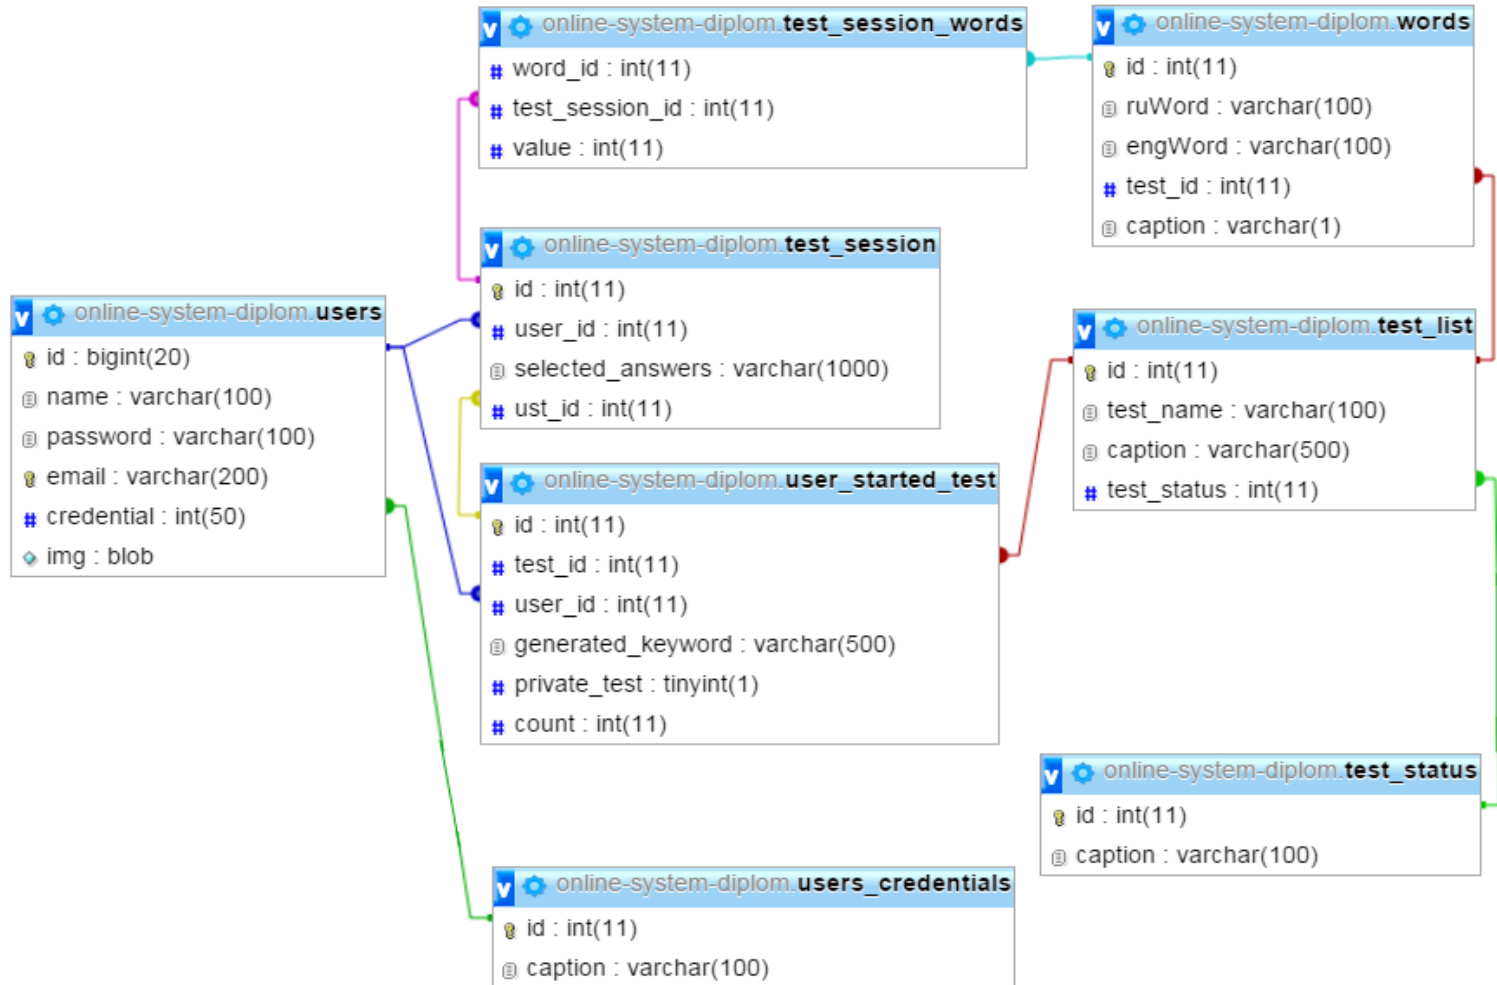 online-system-diplom.test_session_words
word_id : int(11)
test_session_id : int(11)
value : int(11)
online-system-diplom.words
id : int(11)
ruWord : varchar(100)
engWord : varchar(100)
test_id : int(11)
caption : varchar(1)
online-system-diplom.test_session
id : int(11)
user_id : int(11)
selected_answers : varchar(1000)
ust_id : int(11)
online-system-diplom.users
id : bigint(20)
name : varchar(100)
password : varchar(100)
email : varchar(200)
credential : int(50)
img : blob
online-system-diplom.test_list
id : int(11)
test_name : varchar(100)
caption : varchar(500)
test_status : int(11)
online-system-diplom.user_started_test
id : int(11)
test_id : int(11)
user_id : int(11)
generated_keyword : varchar(500)
private_test : tinyint(1)
count : int(11)
online-system-diplom.test_status
id : int(11)
caption : varchar(100)
online-system-diplom.users_credentials
id : int(11)
caption : varchar(100)